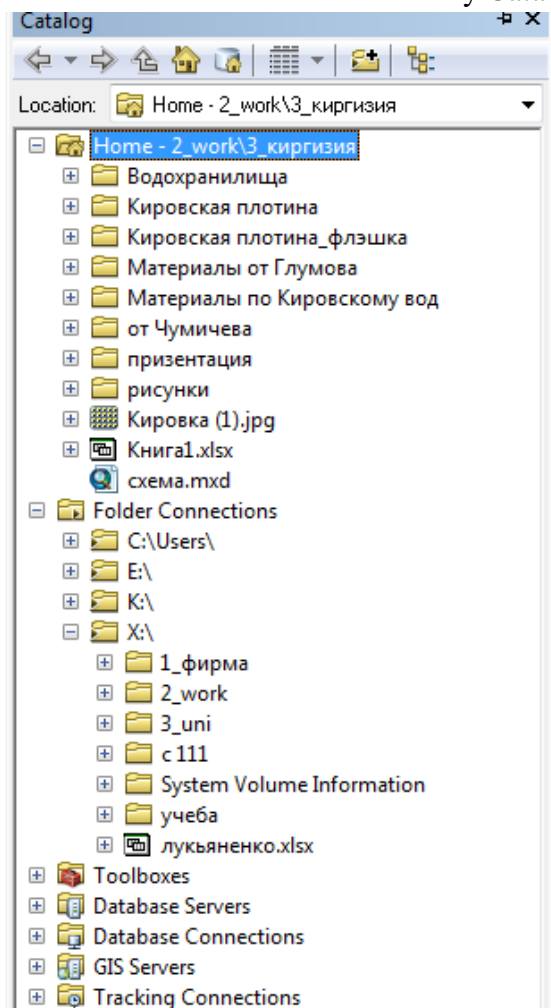 Catalog
Location: Home - 2_work\3_киргизия
Home - 2_work\3_киргизия
Водохранилища
Кировская плотина
Кировская плотина_флэшка
Материалы от Глумова
Материалы по Кировскому вод
от Чумичева
призентация
рисунки
Кировка (1).jpg
Книга1.xlsx
схема.mxd
Folder Connections
C:\Users\
E:\
K:\
X:\
1_фирма
2_work
3_uni
с 111
System Volume Information
учеба
лукьяненко.xlsx
Toolboxes
Database Servers
Database Connections
GIS Servers
Tracking Connections